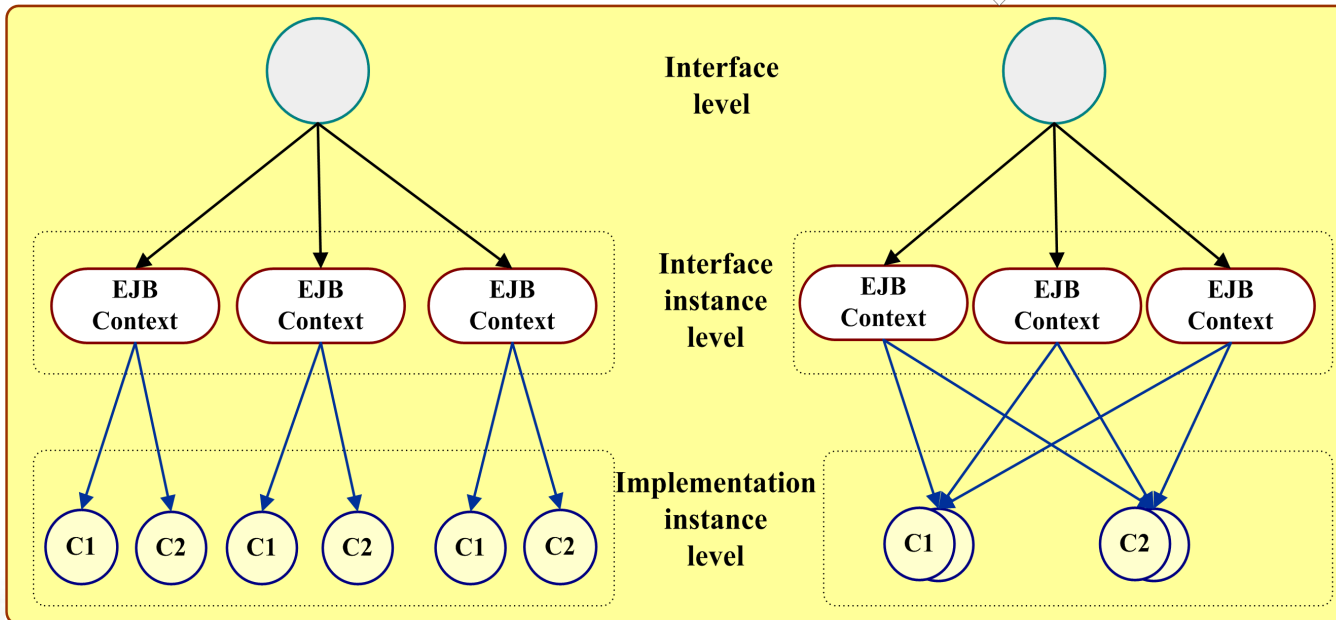 Interface
level
EJB
Context
EJB
Context
EJB
Context
Interface
instance
level
EJB
Context
EJB
Context
EJB
Context
C1
C2
C1
C2
C1
C2
Implementation
instance
level
C1
C2